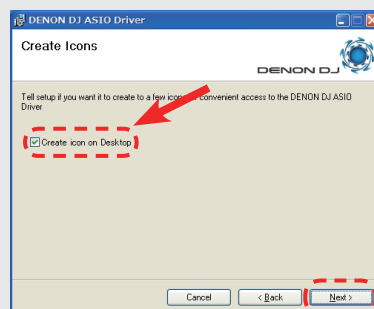 DENON DJ ASIO Driver
Create Icons
DENON DJ
Tell setup if you want it to create to a few icons convenient access to the DENON DJ ASIO
Driver
Create icon on Desktop
Cancel
< Back
Next >